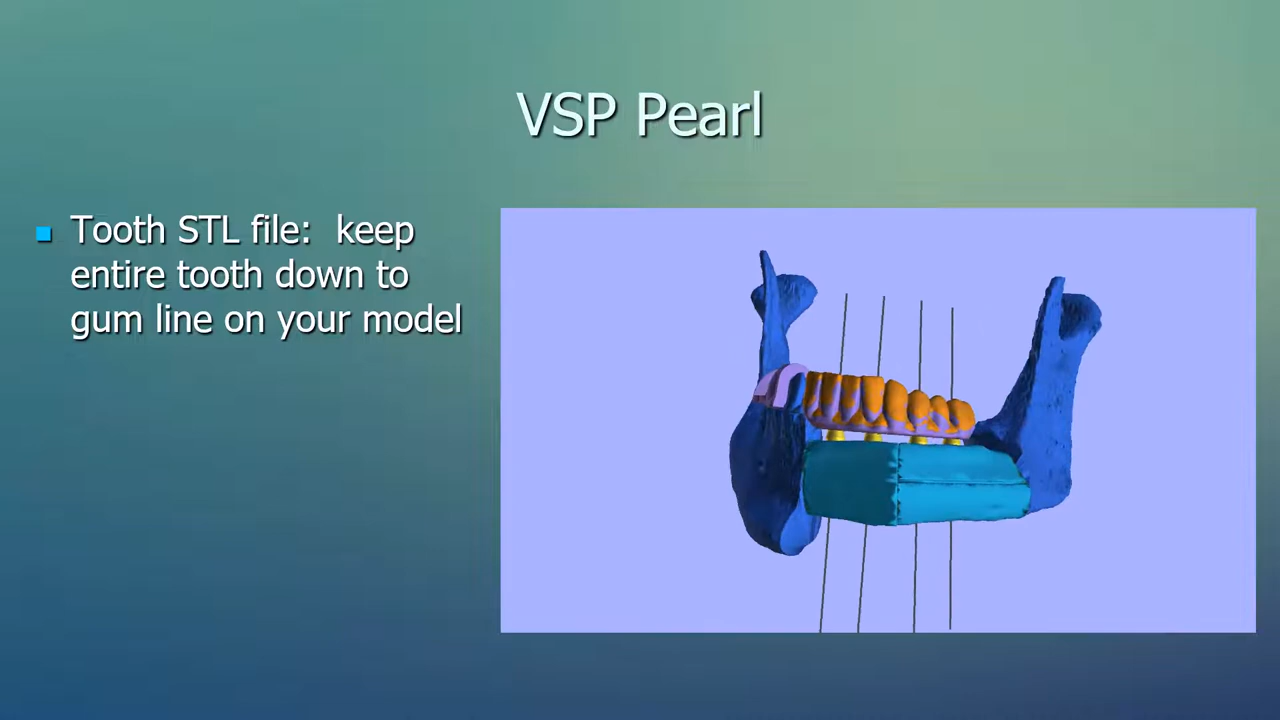 VSP Pearl
Tooth STL file: keep
entire tooth down to
gum line on your model